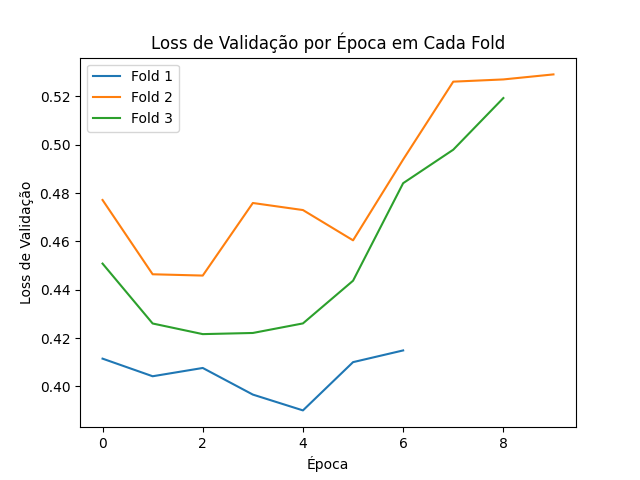 Loss de Validação por Época em Cada Fold
Fold 1
Fold 2
Fold 3
0.52
0.50
0.48
0.46
0.44
0.42
0.40
Loss de Validação
0 2 4 6 8
Época